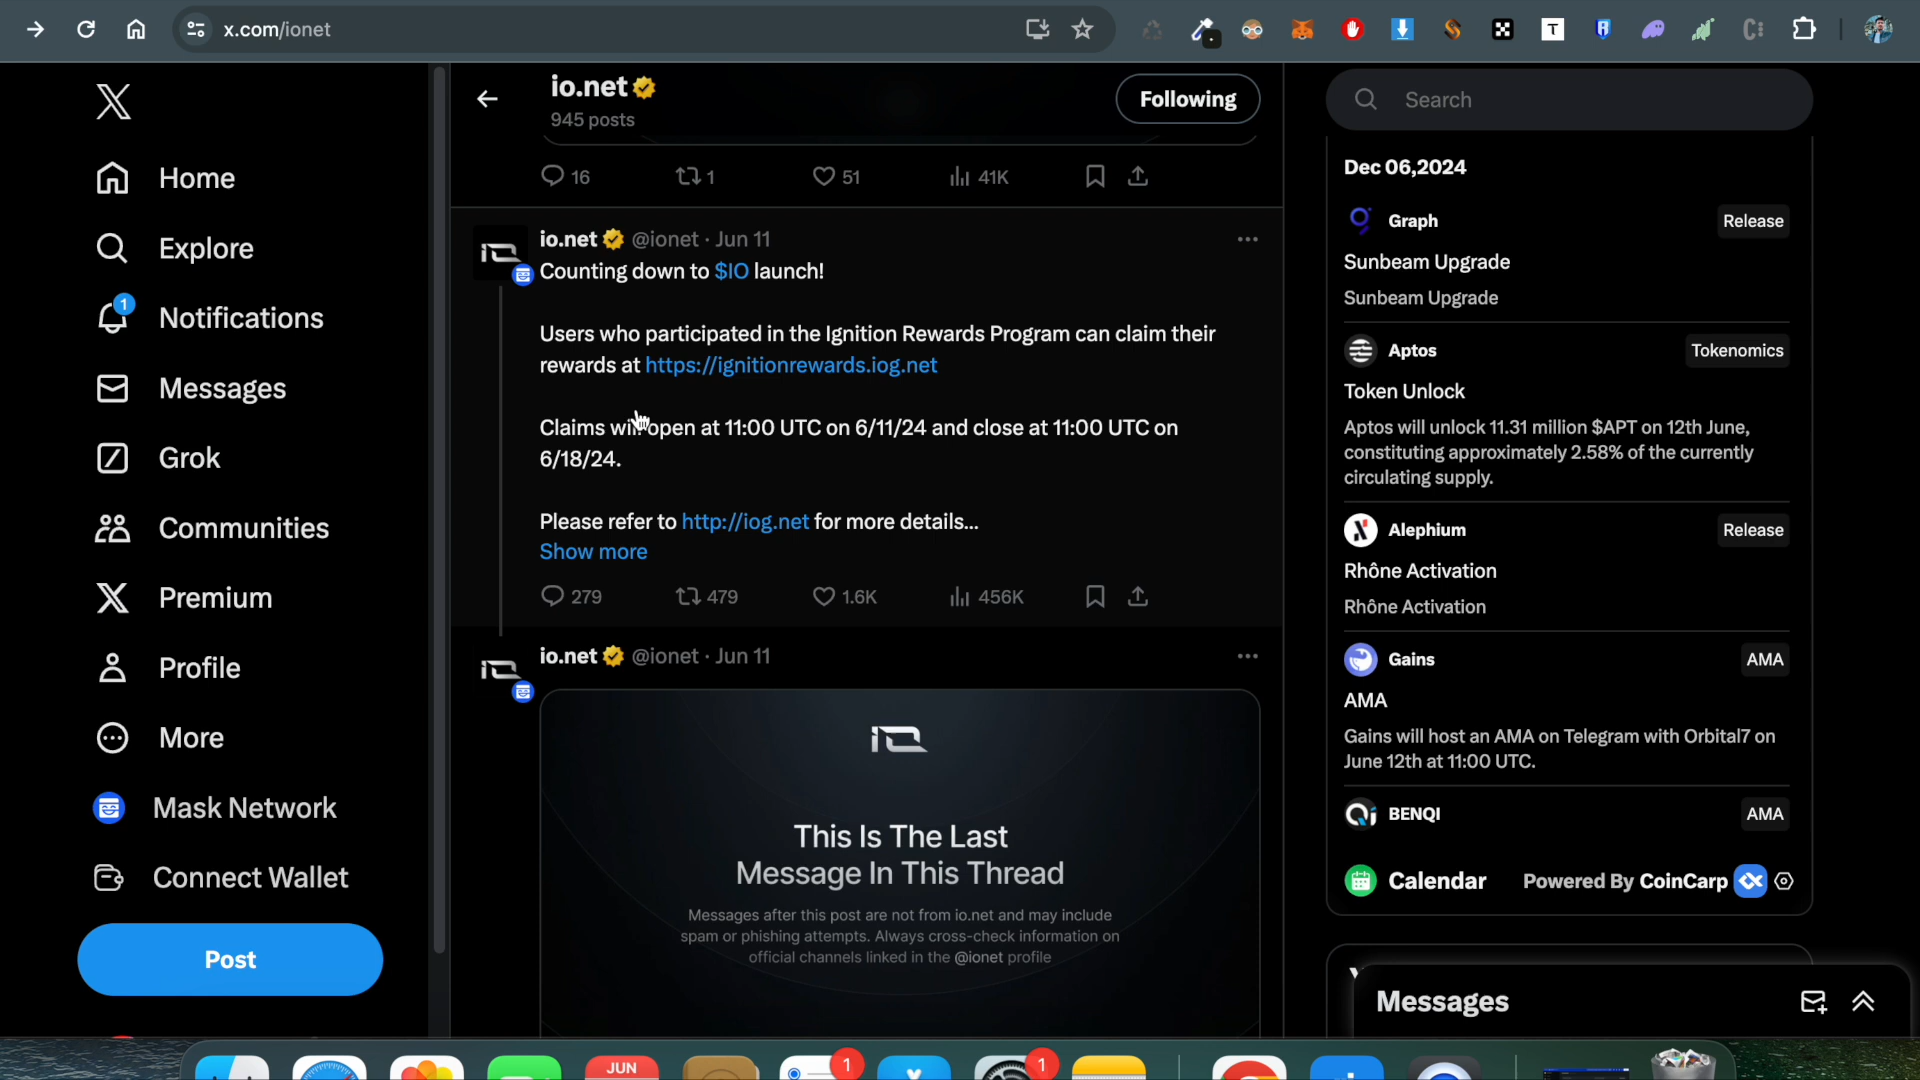 x.com/ionet
Home
Explore
1
Notifications
Messages
Grok
Communities
Premium
Profile
More
Mask Network
Connect Wallet
Post
io.net
945 posts
Following
16
1
51
41K
io.net @ionet · Jun 11
Counting down to $IO launch!
Users who participated in the Ignition Rewards Program can claim their
rewards at https://ignitionrewards.iog.net
Claims will open at 11:00 UTC on 6/11/24 and close at 11:00 UTC on
6/18/24.
Please refer to http://iog.net for more details...
Show more
279
479
1.6K
456K
io.net @ionet · Jun 11
This Is The Last
Message In This Thread
Messages after this post are not from io.net and may include
spam or phishing attempts. Always cross-check information on
official channels linked in the @ionet profile
Search
Dec 06,2024
Graph
Release
Sunbeam Upgrade
Sunbeam Upgrade
Aptos
Tokenomics
Token Unlock
Aptos will unlock 11.31 million $APT on 12th June,
constituting approximately 2.58% of the currently
circulating supply.
Alephium
Release
Rhône Activation
Rhône Activation
Gains
AMA
AMA
Gains will host an AMA on Telegram with Orbital7 on
June 12th at 11:00 UTC.
BENQI
AMA
Calendar
Powered By CoinCarp
Messages
JUN
1
1